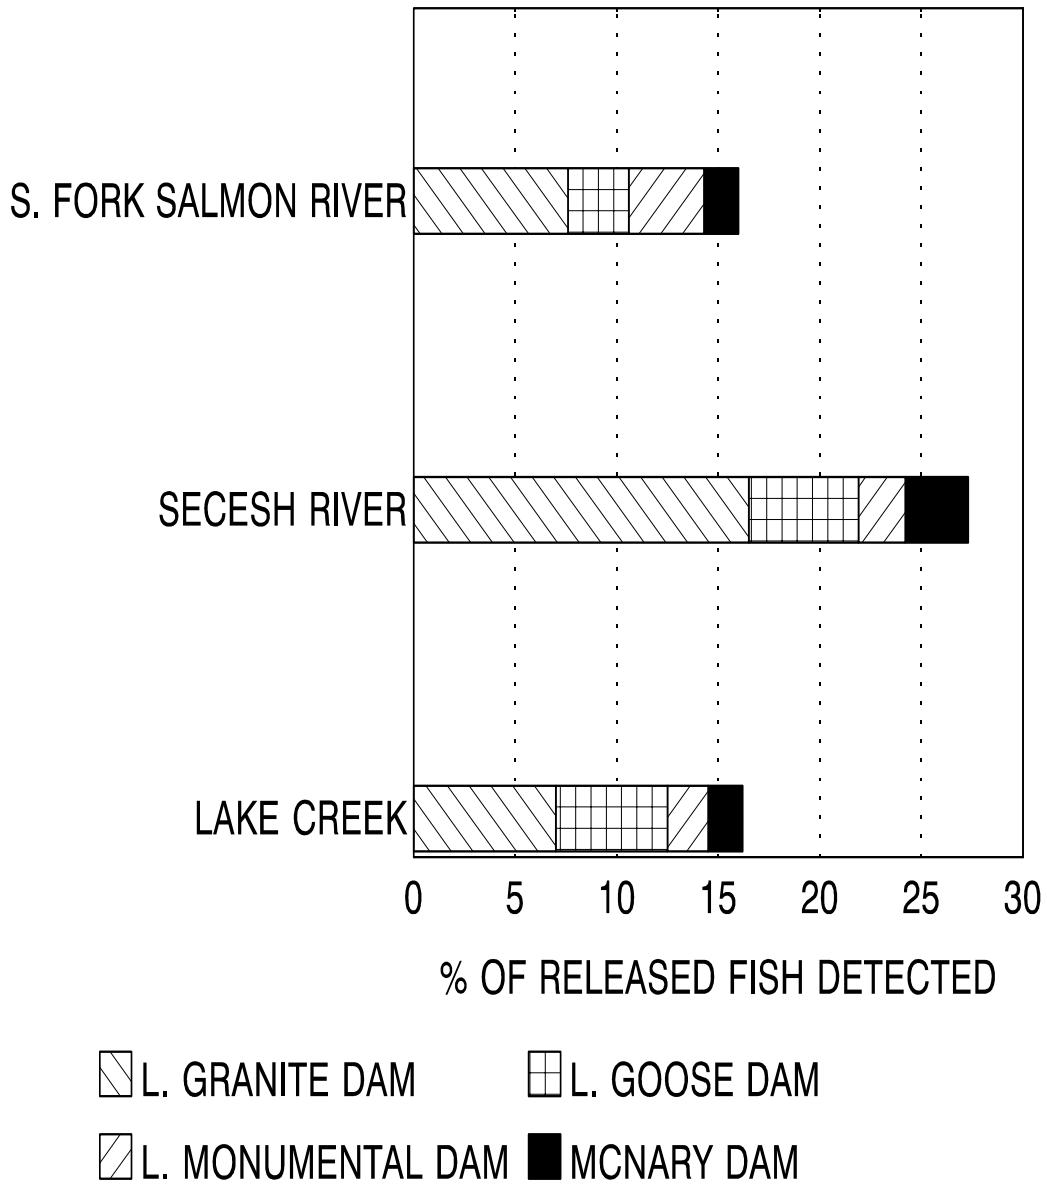 S. FORK SALMON RIVER
SECESH RIVER
LAKE CREEK
0 5 10 15 20 25 30
% OF RELEASED FISH DETECTED
L. GRANITE DAM L. GOOSE DAM
L. MONUMENTAL DAM MCNARY DAM